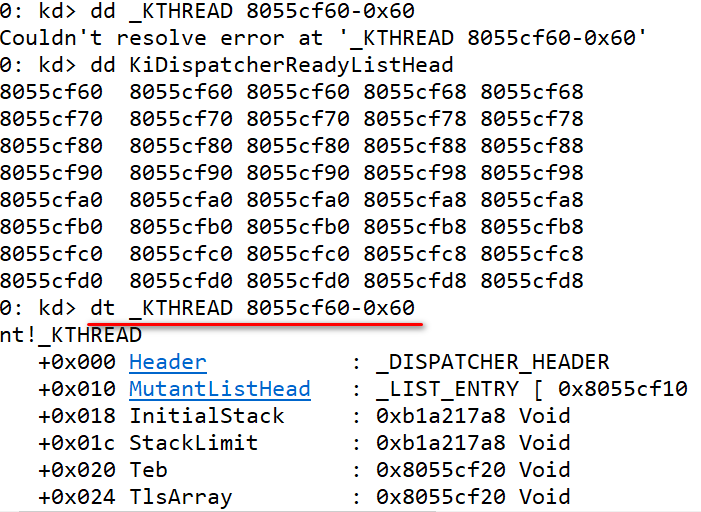 0: kd> dd _KTHREAD 8055cf60-0x60
Couldn't resolve error at '_KTHREAD 8055cf60-0x60'
0: kd> dd KiDispatcherReadyListHead
8055cf60  8055cf60 8055cf60 8055cf68 8055cf68
8055cf70  8055cf70 8055cf70 8055cf78 8055cf78
8055cf80  8055cf80 8055cf80 8055cf88 8055cf88
8055cf90  8055cf90 8055cf90 8055cf98 8055cf98
8055cfa0  8055cfa0 8055cfa0 8055cfa8 8055cfa8
8055cfb0  8055cfb0 8055cfb0 8055cfb8 8055cfb8
8055cfc0  8055cfc0 8055cfc0 8055cfc8 8055cfc8
8055cfd0  8055cfd0 8055cfd0 8055cfd8 8055cfd8
0: kd> dt _KTHREAD 8055cf60-0x60
nt!_KTHREAD
   +0x000 Header           : _DISPATCHER_HEADER
   +0x010 MutantListHead   : _LIST_ENTRY [ 0x8055cf10
   +0x018 InitialStack     : 0xb1a217a8 Void
   +0x01c StackLimit       : 0xb1a217a8 Void
   +0x020 Teb              : 0x8055cf20 Void
   +0x024 TlsArray         : 0x8055cf20 Void